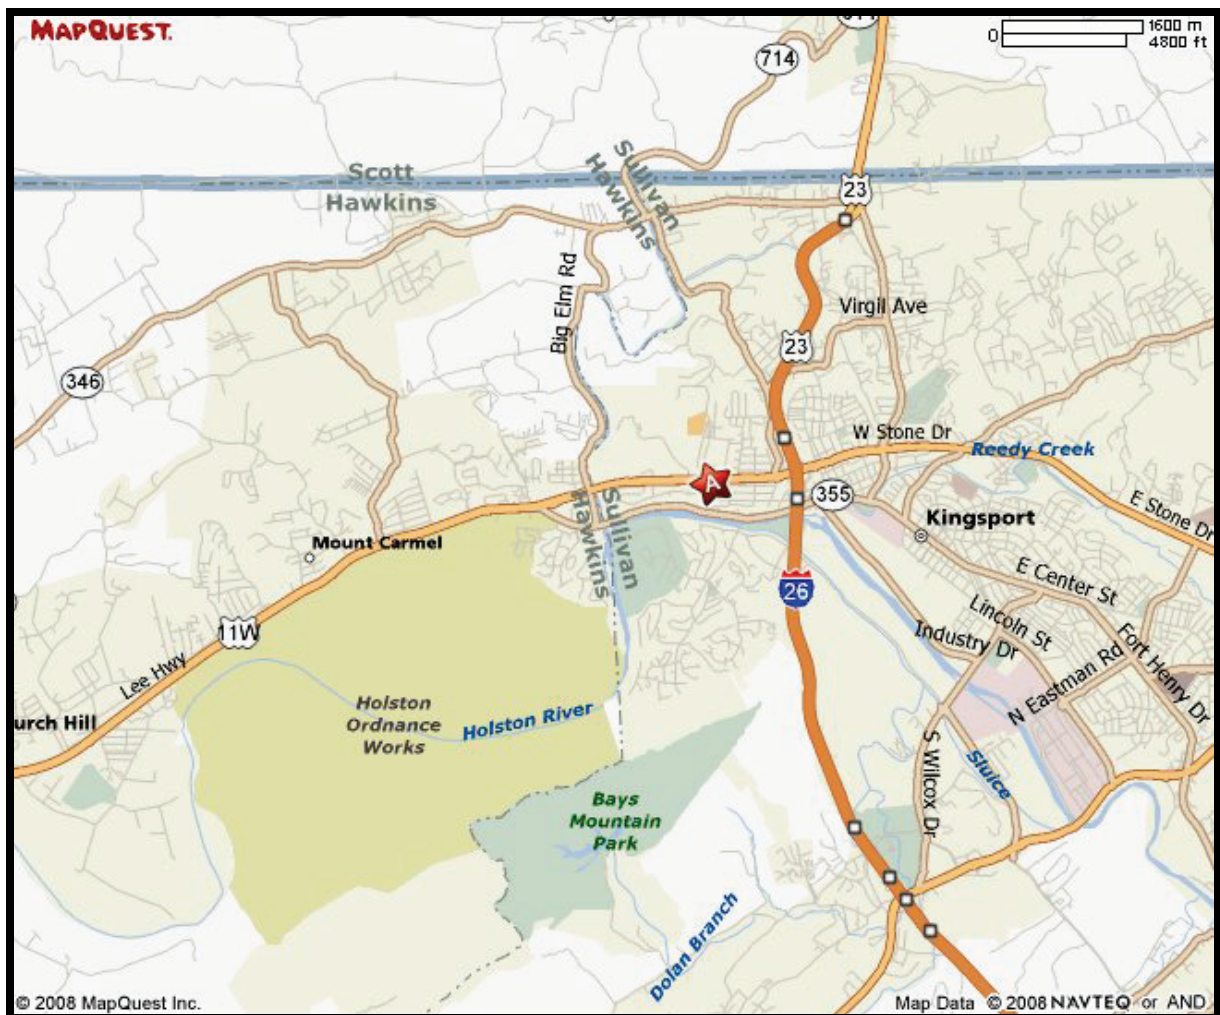 MAPQUEST.
0
1600 m
4800 ft
714
Scott
Hawkins
Sullivan
Hawkins
23
Big Elm Rd
Virgil Ave
23
346
W Stone Dr
Reedy Creek
A
355
E Stone Dr
Sullivan
Hawkins
Kingsport
Mount Carmel
26
E Center St
Lincoln St
Industry Dr
Fort Henry Dr
11W
Lee Hwy
N Eastman Rd
urch Hill
Holston
Ordnance
Works
Holston River
S Wilcox Dr
Sluice
Bays
Mountain
Park
Dolan Branch
© 2008 MapQuest Inc.
Map Data © 2008 NAVTEQ or AND